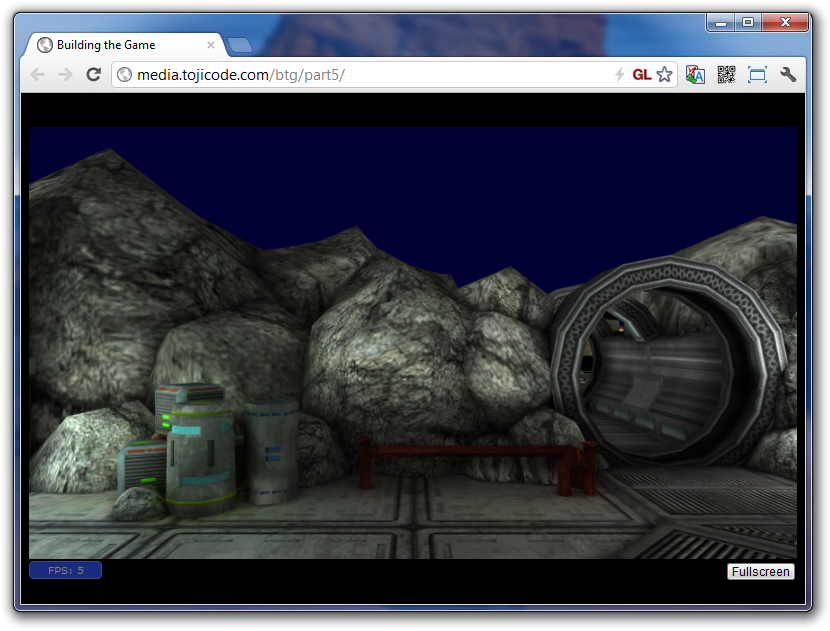 Building the Game
media.tojicode.com/btg/part5/
GL
FPS: 5
Fullscreen